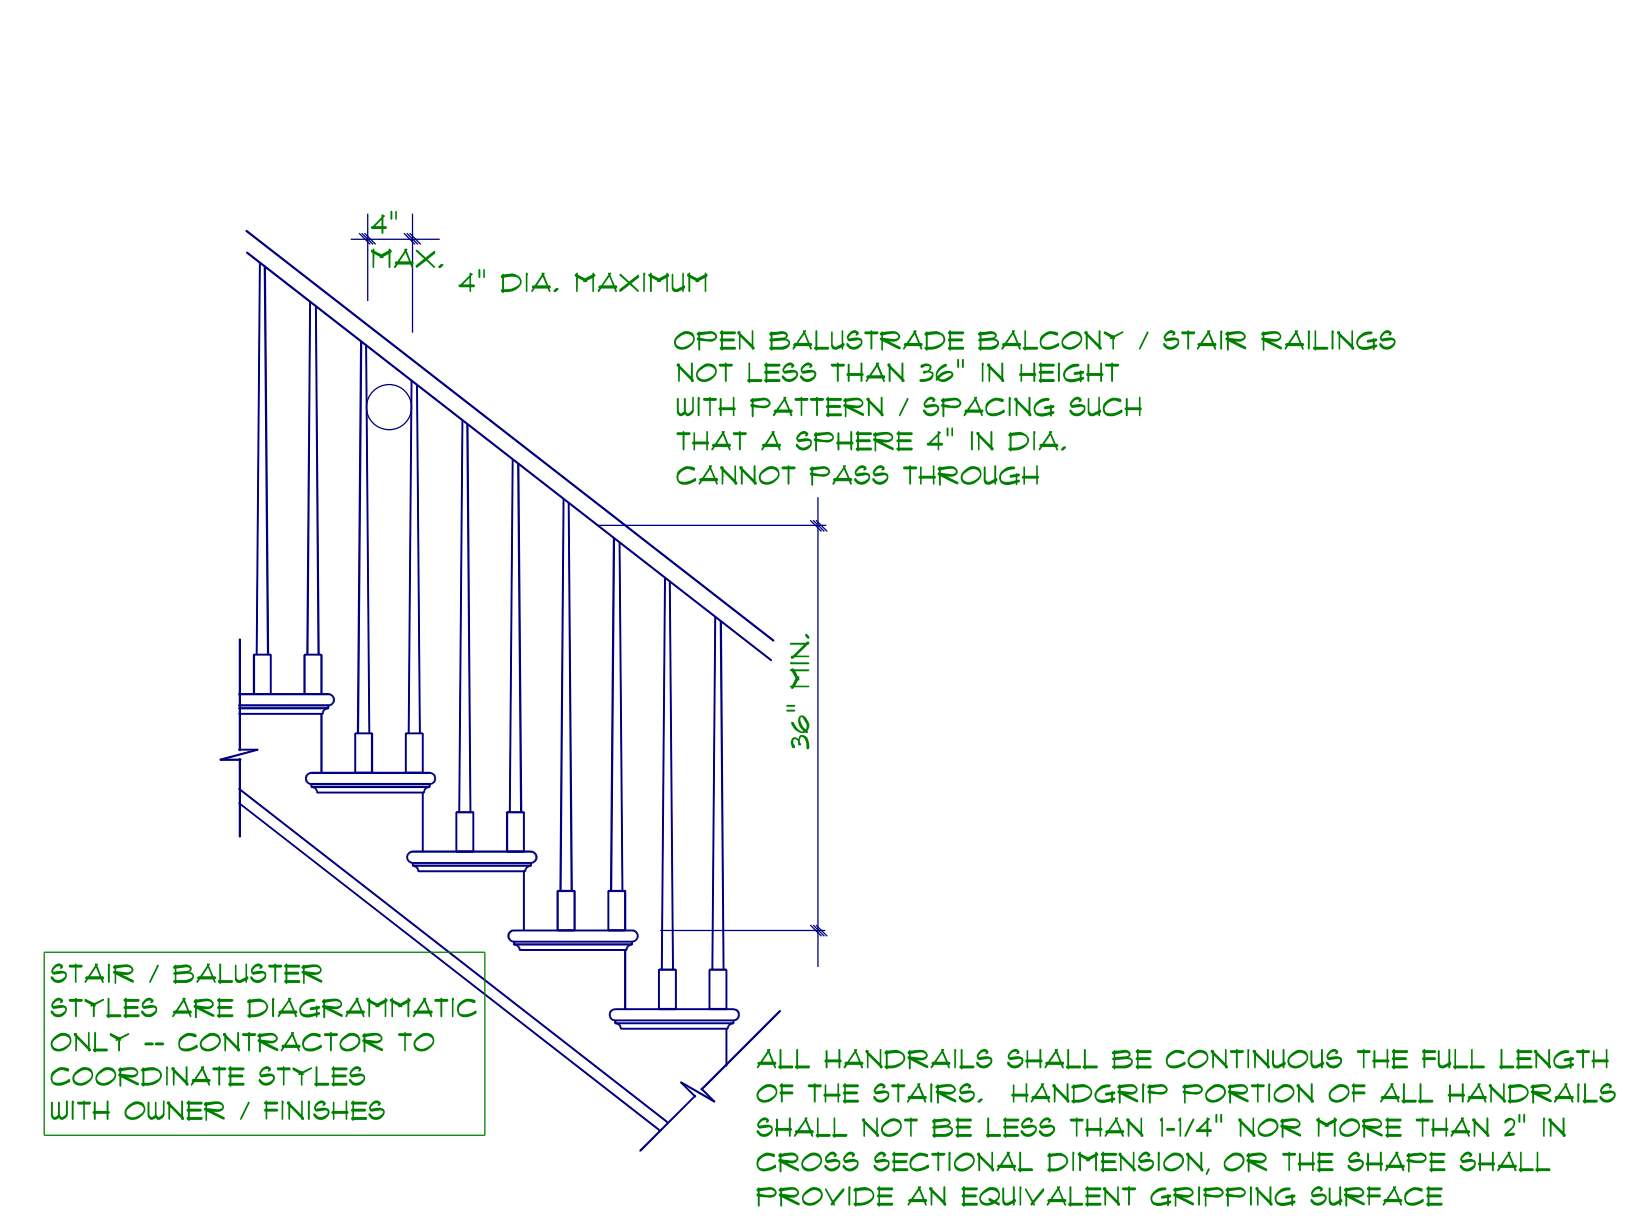 4"
MAX.
4" DIA. MAXIMUM
OPEN BALUSTRADE BALCONY / STAIR RAILINGS
NOT LESS THAN 36" IN HEIGHT
WITH PATTERN / SPACING SUCH
THAT A SPHERE 4" IN DIA.
CANNOT PASS THROUGH
36" MIN.
STAIR / BALUSTER
STYLES ARE DIAGRAMMATIC
ONLY -- CONTRACTOR TO
COORDINATE STYLES
WITH OWNER / FINISHES
ALL HANDRAILS SHALL BE CONTINUOUS THE FULL LENGTH
OF THE STAIRS.  HANDGRIP PORTION OF ALL HANDRAILS
SHALL NOT BE LESS THAN 1-1/4" NOR MORE THAN 2" IN
CROSS SECTIONAL DIMENSION, OR THE SHAPE SHALL
PROVIDE AN EQUIVALENT GRIPPING SURFACE